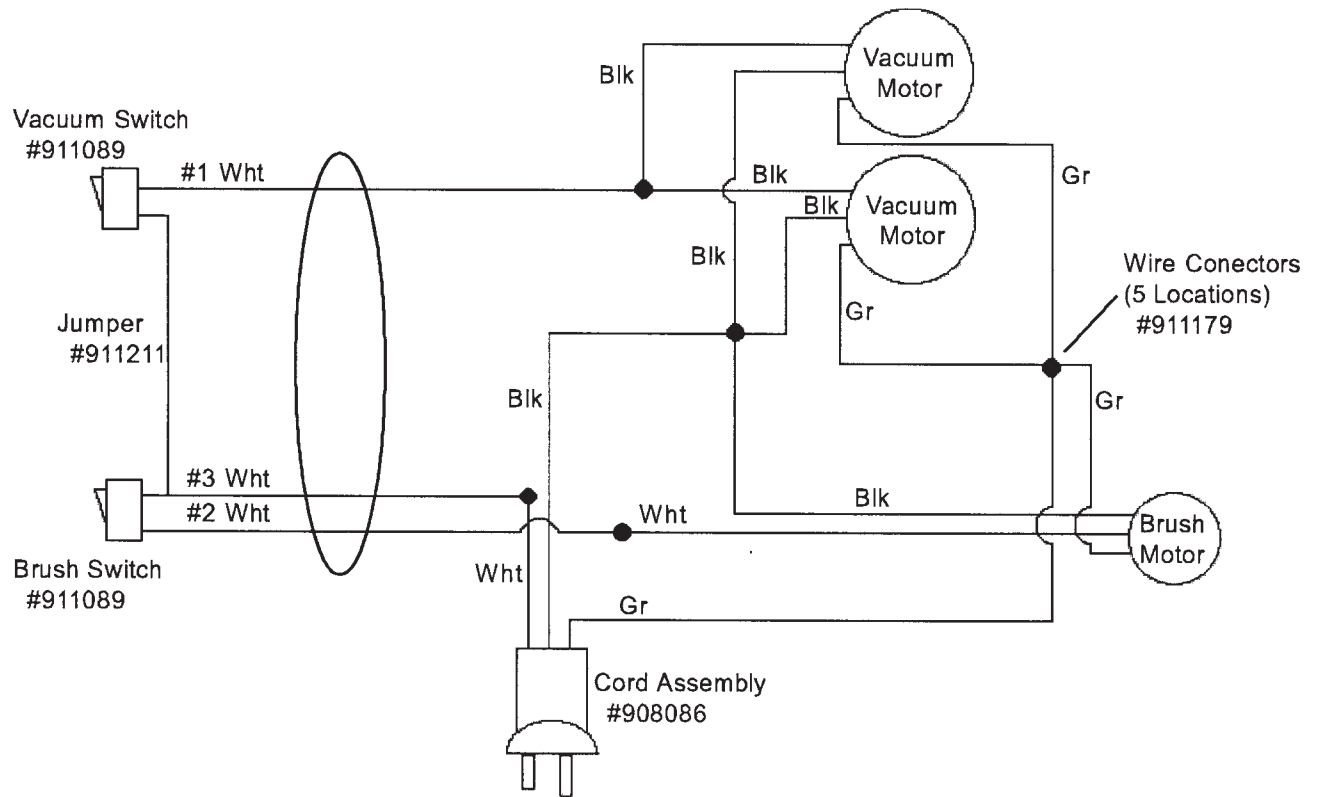 Vacuum
Motor
Blk
Vacuum Switch
#911089
#1 Wht
Blk
Gr
Blk
Vacuum
Motor
Blk
Wire Conectors
(5 Locations)
#911179
Gr
Jumper
#911211
Blk
Gr
#3 Wht
#2 Wht
Blk
Wht
Brush
Motor
Brush Switch
#911089
Wht
Gr
Cord Assembly
#908086